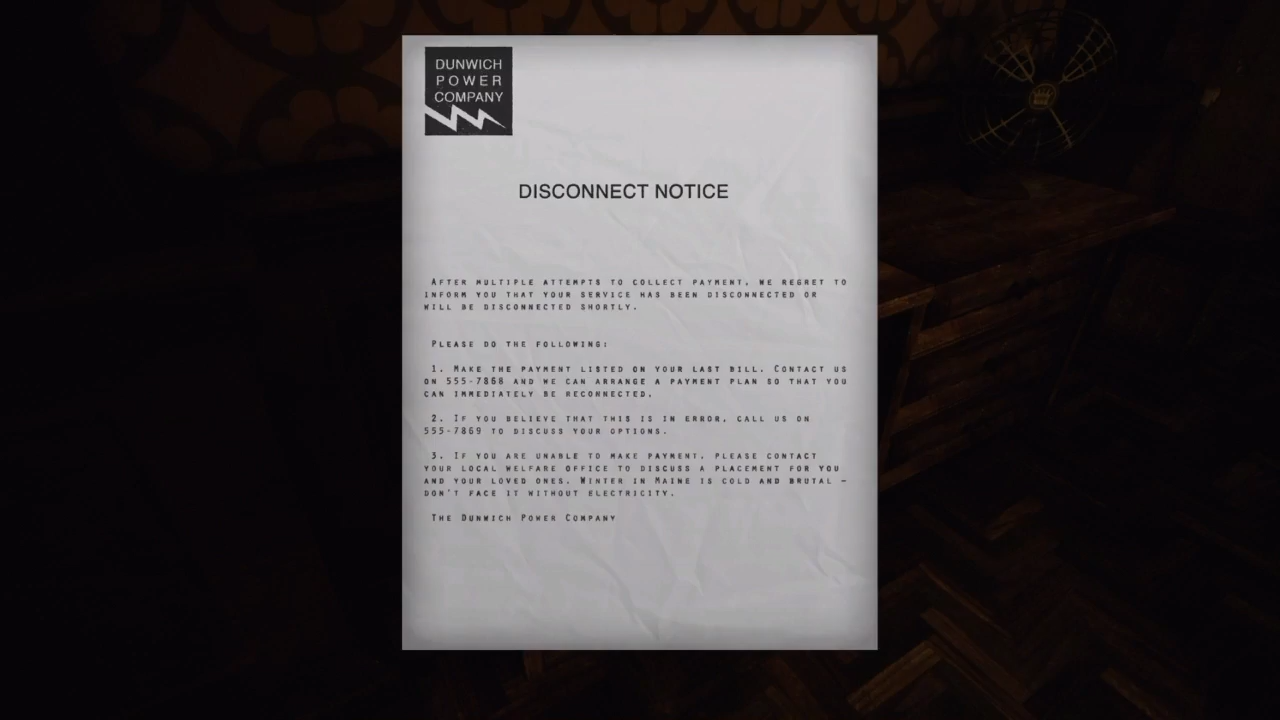 DUNWICH
POWER
COMPANY
DISCONNECT NOTICE
AFTER MULTIPLE ATTEMPTS TO COLLECT PAYMENT, WE REGRET TO
INFORM YOU THAT YOUR SERVICE HAS BEEN DISCONNECTED OR
WILL BE DISCONNECTED SHORTLY.
PLEASE DO THE FOLLOWING:
1. MAKE THE PAYMENT LISTED ON YOUR LAST BILL. CONTACT US
ON 555-7868 AND WE CAN ARRANGE A PAYMENT PLAN SO THAT YOU
CAN IMMEDIATELY BE RECONNECTED.
2. IF YOU BELIEVE THAT THIS IS IN ERROR, CALL US ON
555-7869 TO DISCUSS YOUR OPTIONS.
3. IF YOU ARE UNABLE TO MAKE PAYMENT, PLEASE CONTACT
YOUR LOCAL WELFARE OFFICE TO DISCUSS A PLACEMENT FOR YOU
AND YOUR LOVED ONES. WINTER IN MAINE IS COLD AND BRUTAL –
DON'T FACE IT WITHOUT ELECTRICITY.
THE DUNWICH POWER COMPANY